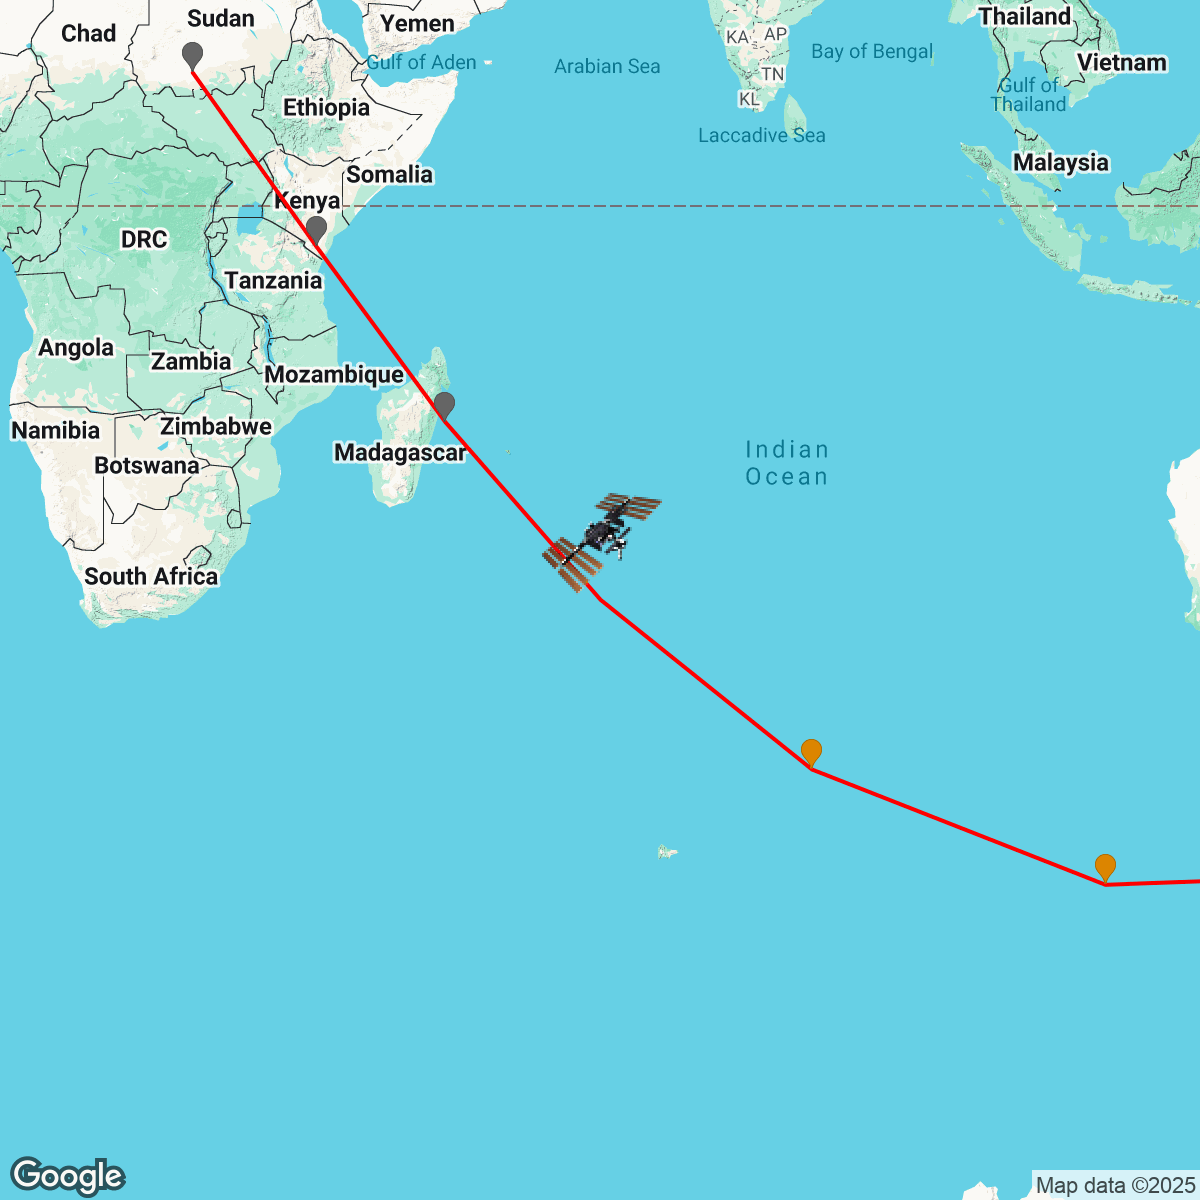 Sudan
Chad
Yemen
Thailand
KA
AP
Bay of Bengal
Vietnam
Gulf of Aden
Arabian Sea
TN
Gulf of
Thailand
KL
Ethiopia
Laccadive Sea
Malaysia
Somalia
Kenya
DRC
Tanzania
Angola
Zambia
Mozambique
Namibia
Zimbabwe
Madagascar
Botswana
Indian
Ocean
South Africa
Google
Map data ©2025